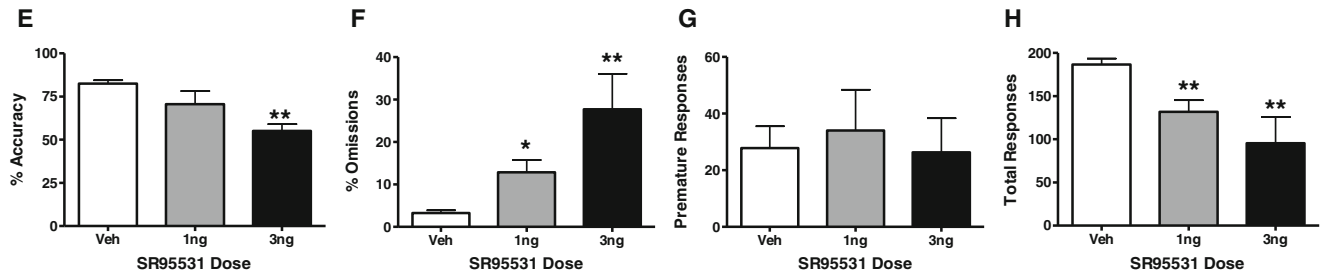 E
% Accuracy
100
75
50
25
0
**
Veh 1ng 3ng
SR95531 Dose
F
% Omissions
40
30
20
10
0
*
**
Veh 1ng 3ng
SR95531 Dose
G
Premature Responses
60
40
20
0
Veh 1ng 3ng
SR95531 Dose
H
Total Responses
200
150
100
50
0
**
**
Veh 1ng 3ng
SR95531 Dose